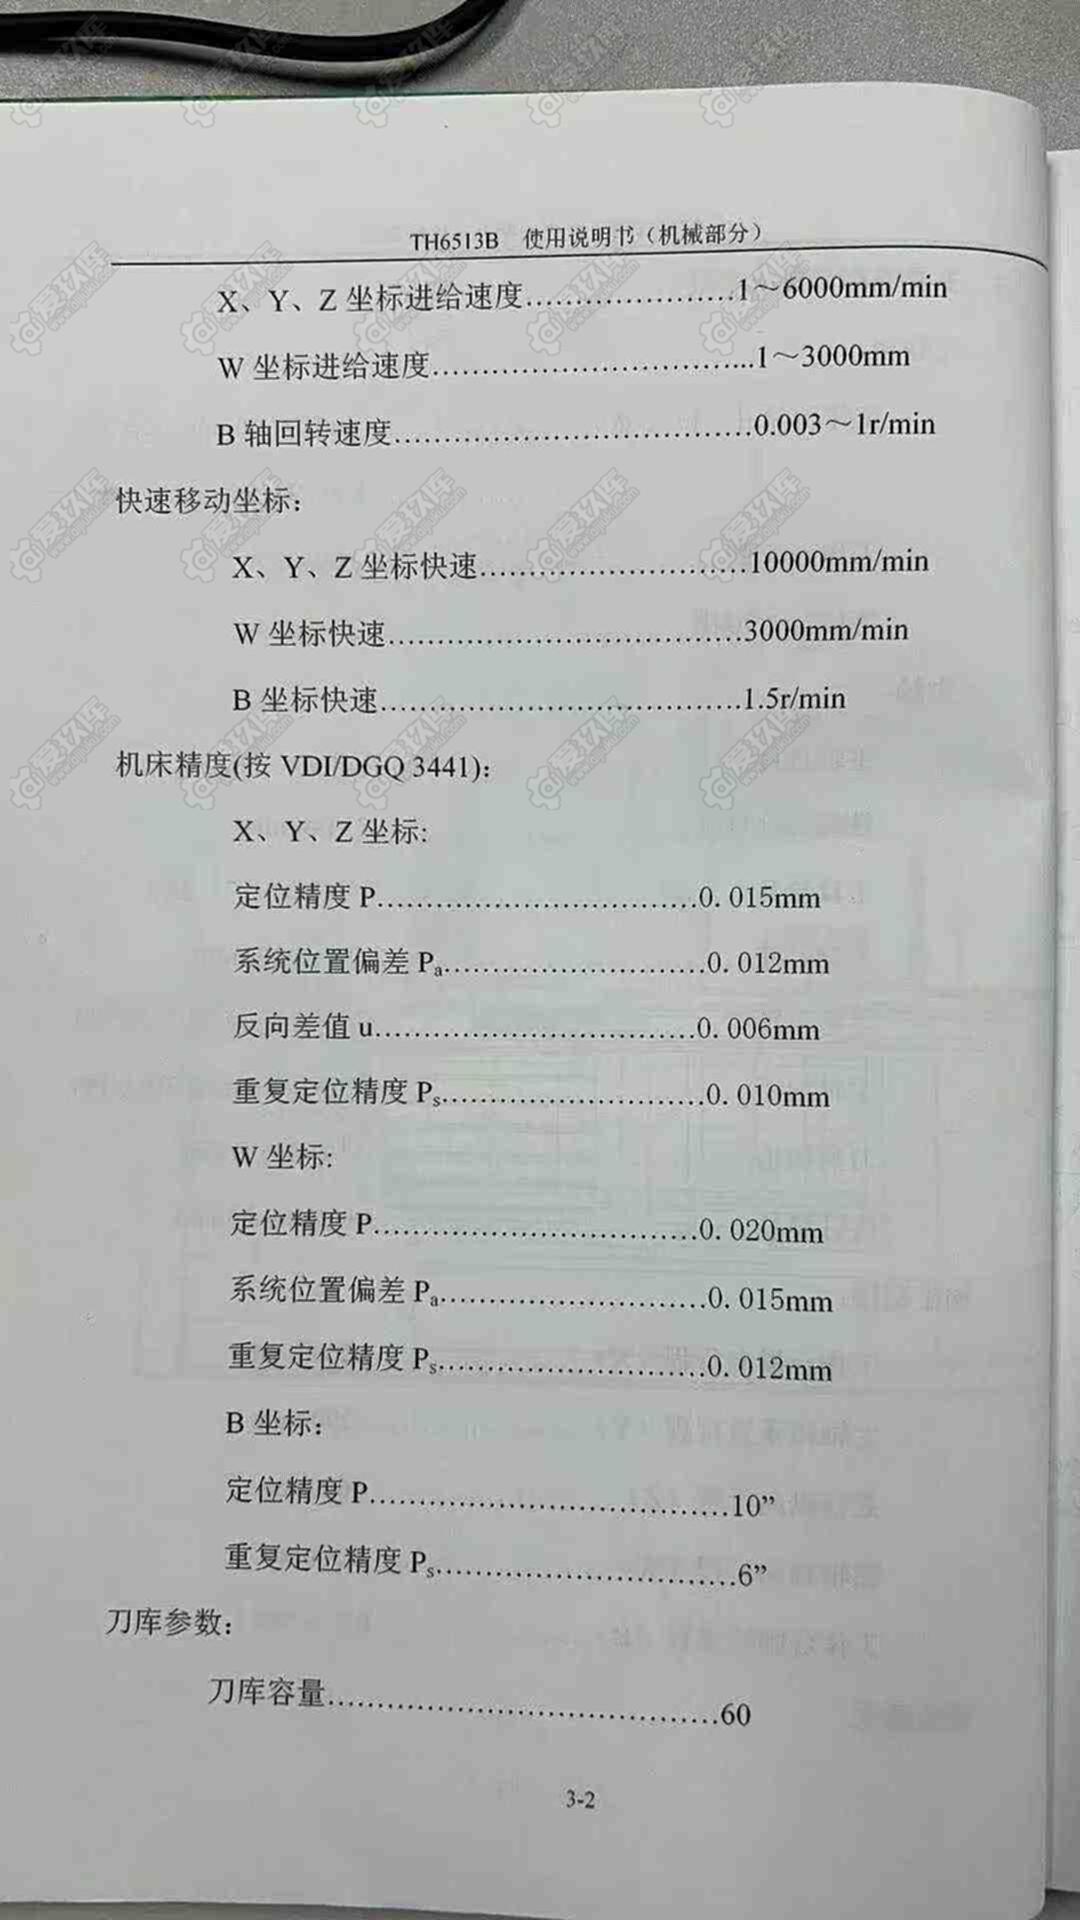 TH6513B 使用说明书（机械部分）
X、Y、Z 坐标进给速度……………………1～6000mm/min
W 坐标进给速度…………………………………1～3000mm
B 轴回转速度…………………………………0.003～1r/min
快速移动坐标：
X、Y、Z 坐标快速…………………………10000mm/min
W 坐标快速…………………………………3000mm/min
B 坐标快速…………………………………1.5r/min
机床精度(按 VDI/DGQ 3441)：
X、Y、Z 坐标:
定位精度 P………………………………0. 015mm
系统位置偏差 Pa…………………………0. 012mm
反向差值 u………………………………0. 006mm
重复定位精度 Ps…………………………0. 010mm
W 坐标:
定位精度 P………………………………0. 020mm
系统位置偏差 Pa…………………………0. 015mm
重复定位精度 Ps…………………………0. 012mm
B 坐标：
定位精度 P…………………………………10”
重复定位精度 Ps……………………………6”
刀库参数：
刀库容量……………………………………60
3-2